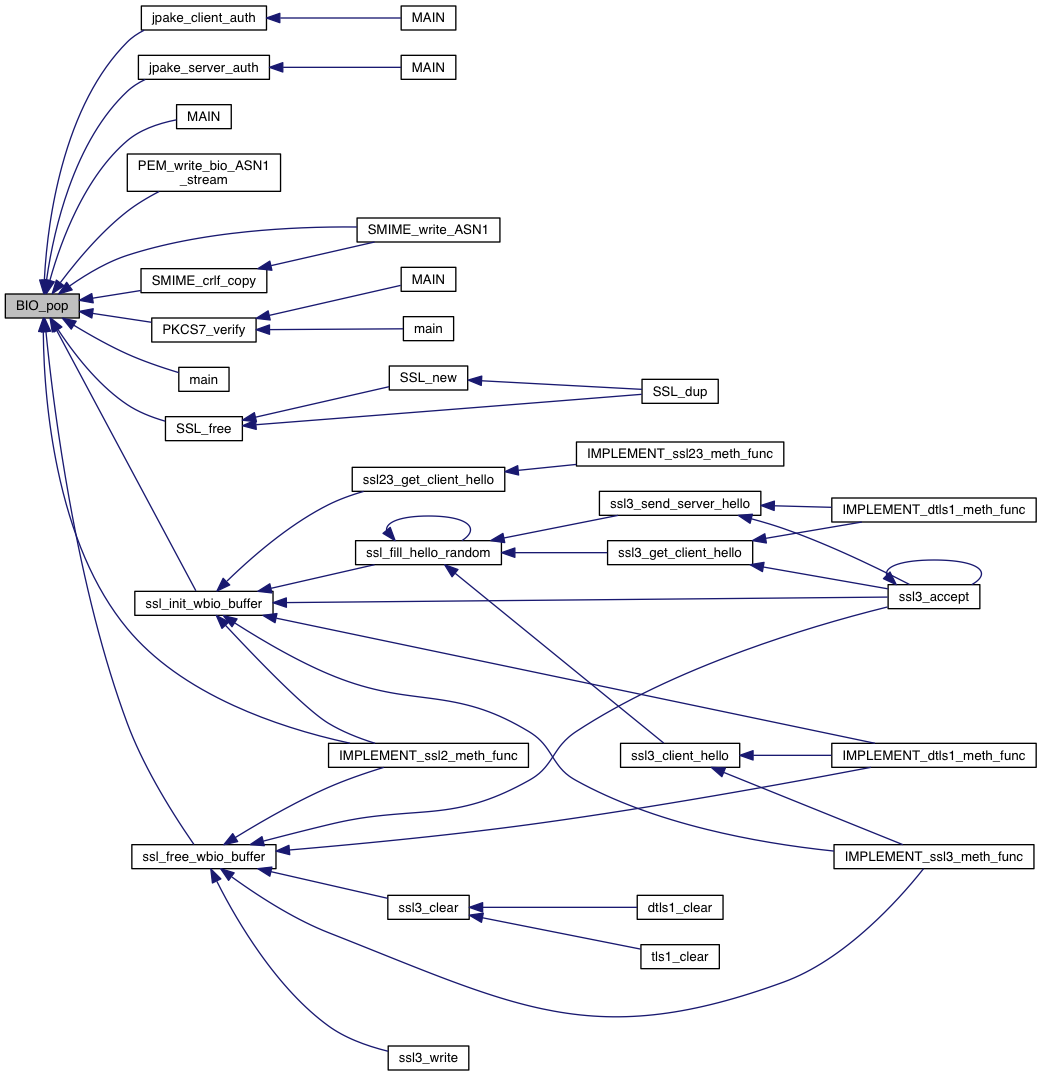 jpake_client_auth
MAIN
jpake_server_auth
MAIN
MAIN
PEM_write_bio_ASN1
_stream
SMIME_write_ASN1
SMIME_crlf_copy
MAIN
BIO_pop
PKCS7_verify
main
main
SSL_new
SSL_dup
SSL_free
IMPLEMENT_ssl23_meth_func
ssl23_get_client_hello
ssl3_send_server_hello
IMPLEMENT_dtls1_meth_func
ssl_fill_hello_random
ssl3_get_client_hello
ssl3_accept
ssl_init_wbio_buffer
IMPLEMENT_ssl2_meth_func
ssl3_client_hello
IMPLEMENT_dtls1_meth_func
ssl_free_wbio_buffer
IMPLEMENT_ssl3_meth_func
ssl3_clear
dtls1_clear
tls1_clear
ssl3_write